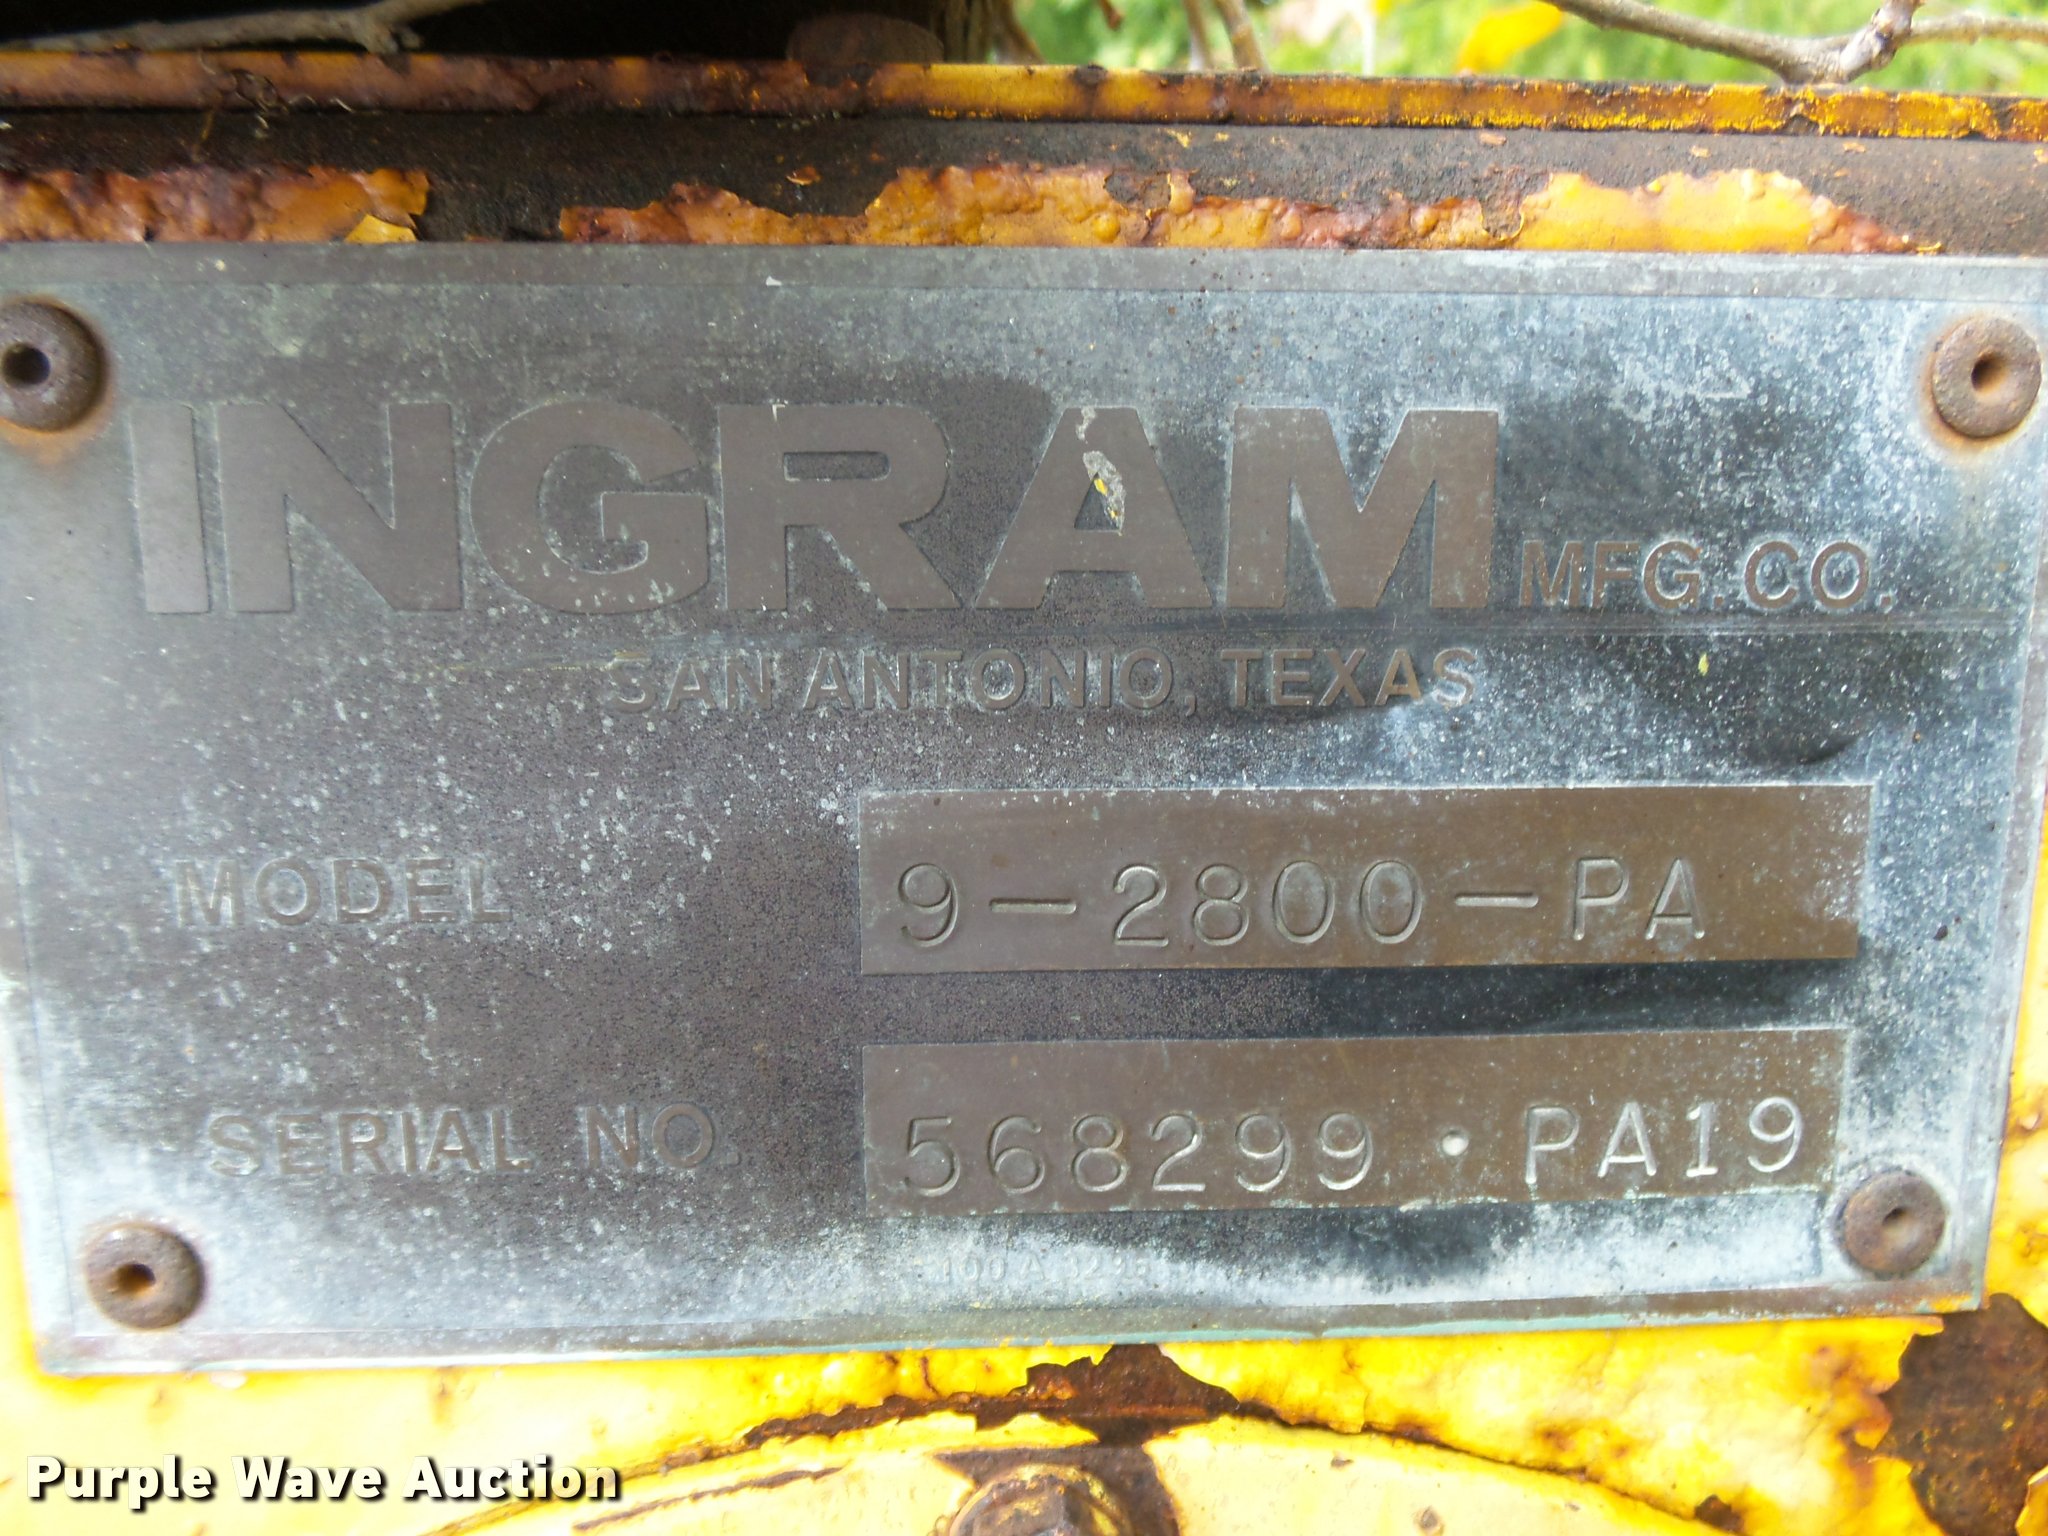 INGRAM MFG. CO.
SAN ANTONIO, TEXAS
MODEL 9-2800-PA
SERIAL NO. 568299 · PA19
Purple Wave Auction